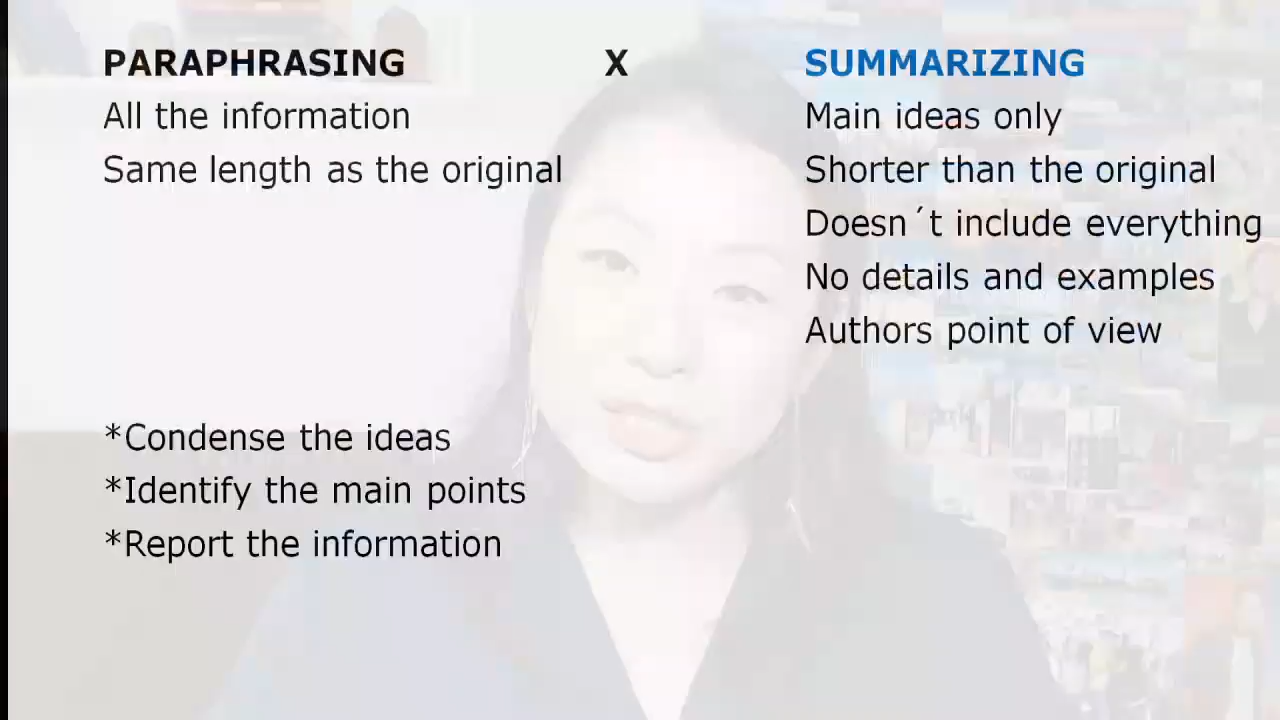 PARAPHRASING X SUMMARIZING
All the information Main ideas only
Same length as the original Shorter than the original
Doesn´t include everything
No details and examples
Authors point of view
*Condense the ideas
*Identify the main points
*Report the information